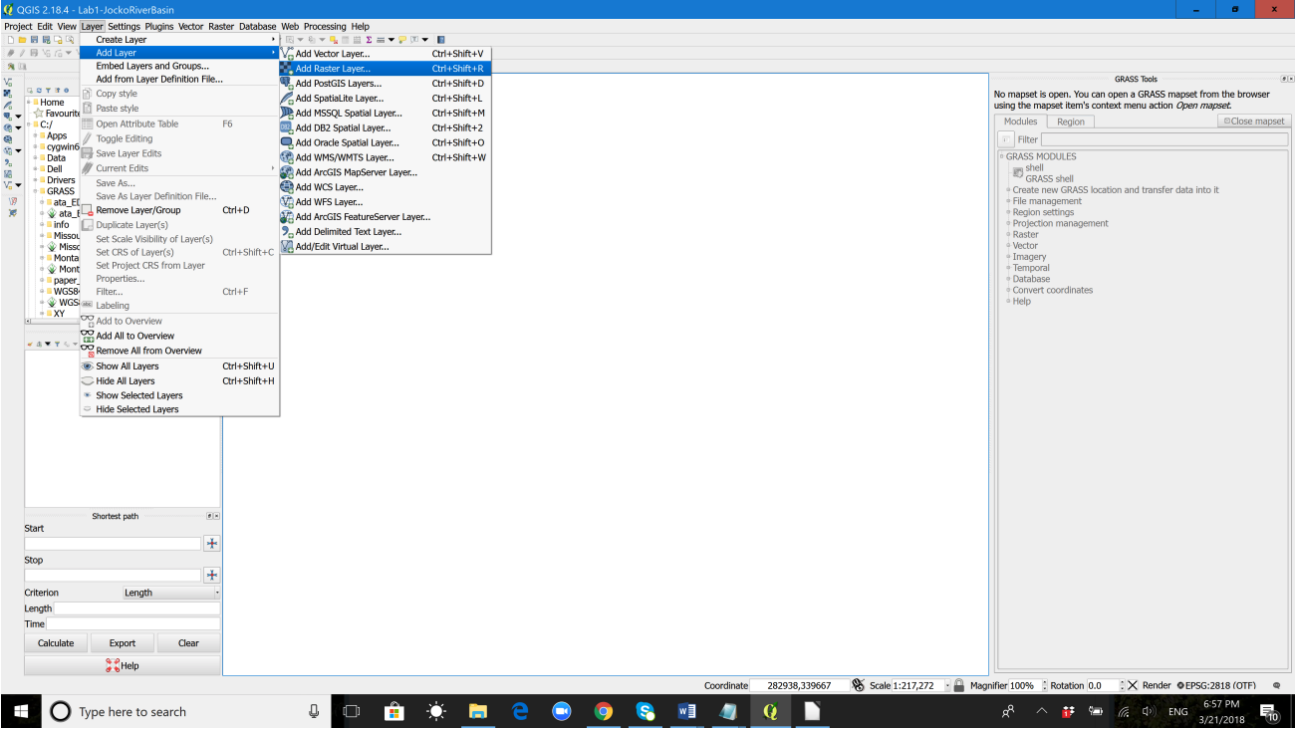 QGIS 2.18.4 - Lab1-JockoRiverBasin
Project Edit View Layer Settings Plugins Vector Raster Database Web Processing Help
Create Layer
Add Layer
Embed Layers and Groups...
Add from Layer Definition File...
Copy style
Paste style
Open Attribute Table F6
Toggle Editing
Save Layer Edits
Current Edits
Save As...
Save As Layer Definition File...
Remove Layer/Group Ctrl+D
Duplicate Layer(s)
Set Scale Visibility of Layer(s)
Set CRS of Layer(s) Ctrl+Shift+C
Set Project CRS from Layer
Properties...
Filter... Ctrl+F
Labeling
Add to Overview
Add All to Overview
Remove All from Overview
Show All Layers Ctrl+Shift+U
Hide All Layers Ctrl+Shift+H
Show Selected Layers
Hide Selected Layers
Add Vector Layer... Ctrl+Shift+V
Add Raster Layer... Ctrl+Shift+R
Add PostGIS Layers... Ctrl+Shift+D
Add SpatiaLite Layer... Ctrl+Shift+L
Add MSSQL Spatial Layer... Ctrl+Shift+M
Add DB2 Spatial Layer... Ctrl+Shift+2
Add Oracle Spatial Layer... Ctrl+Shift+O
Add WMS/WMTS Layer... Ctrl+Shift+W
Add ArcGIS MapServer Layer...
Add WCS Layer...
Add WFS Layer...
Add ArcGIS FeatureServer Layer...
Add Delimited Text Layer...
Add/Edit Virtual Layer...
Home
Favourite
C:/
Apps
cygwin6
Data
Dell
Drivers
GRASS
ata_ED
ata_E
info
Missou
Missc
Monta
Mont
paper_
WGS8
WGS
XY
Shortest path
Start
Stop
Criterion Length
Length
Time
Calculate Export Clear
Help
GRASS Tools
No mapset is open. You can open a GRASS mapset from the browser
using the mapset item's context menu action Open mapset.
Modules Region Close mapset
Filter
GRASS MODULES
shell
GRASS shell
Create new GRASS location and transfer data into it
File management
Region settings
Projection management
Raster
Vector
Imagery
Temporal
Database
Convert coordinates
Help
Coordinate 282938,339667 Scale 1:217,272 Magnifier 100% Rotation 0.0 Render EPSG:2818 (OTF)
Type here to search
ENG
6:57 PM
3/21/2018
10